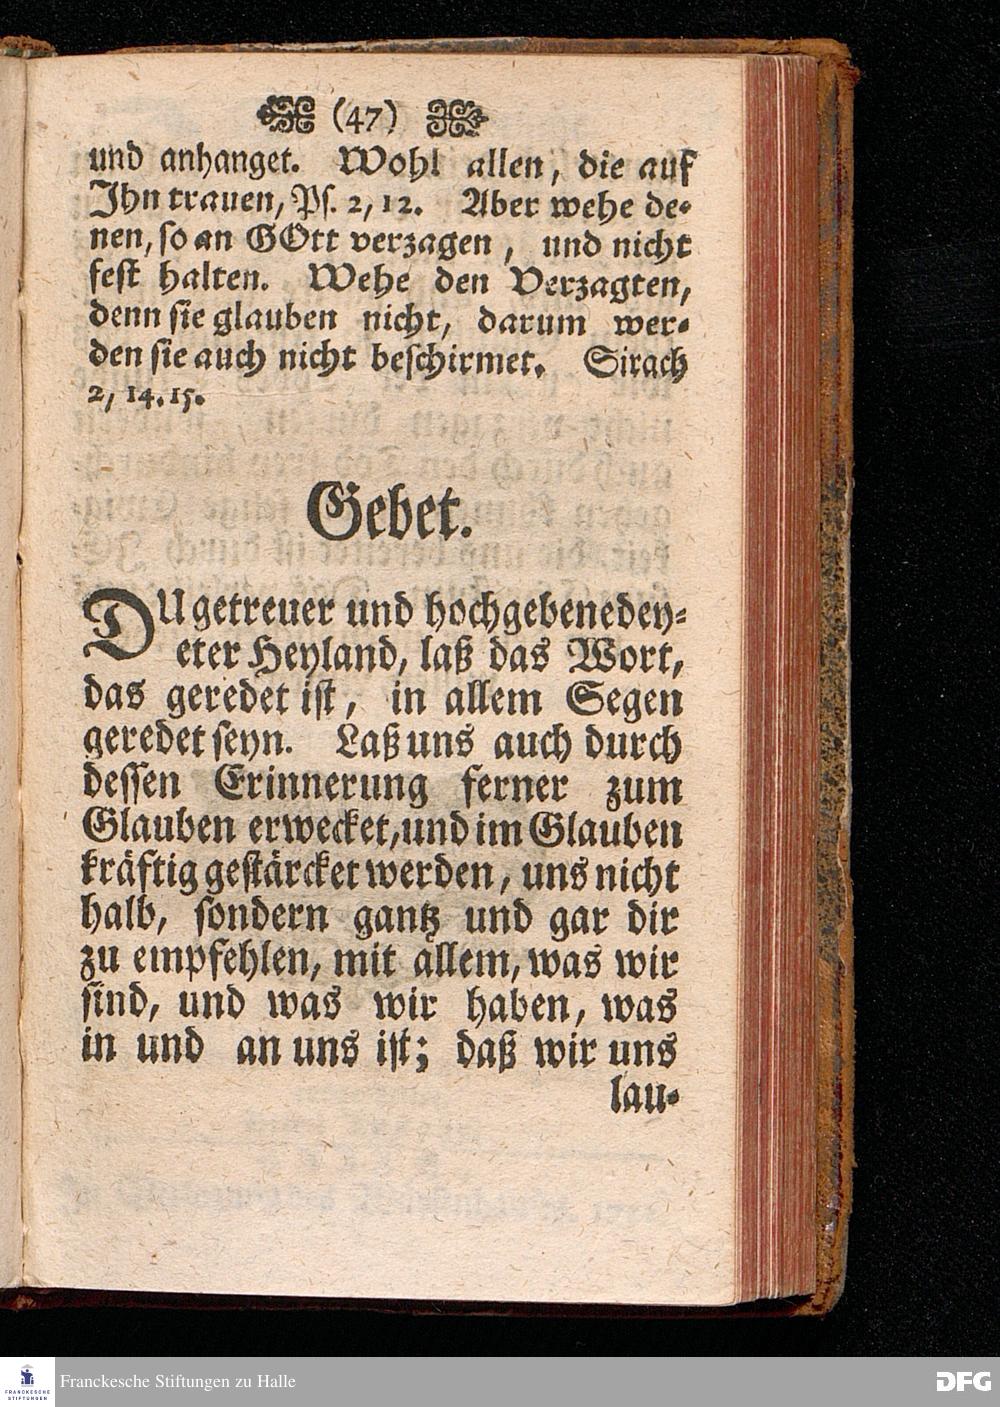 (47)
und anhanget. Wohl allen, die auf
Ihn trauen, Ps. 2, 12. Aber wehe de-
nen, so an GOtt verzagen, und nicht
fest halten. Wehe den Verzagten,
denn sie glauben nicht, darum wer-
den sie auch nicht beschirmet. Sirach
2, 14. 15.
Gebet.
DU getreuer und hochgebenedey-
eter Heyland, laß das Wort,
das geredet ist, in allem Segen
geredet seyn. Laß uns auch durch
dessen Erinnerung ferner zum
Glauben erwecket, und im Glauben
kräftig gestärcket werden, uns nicht
halb, sondern gantz und gar dir
zu empfehlen, mit allem, was wir
sind, und was wir haben, was
in und an uns ist; daß wir uns
lau-
FRANCKESCHE
STIFTUNGEN
Franckesche Stiftungen zu Halle
DFG